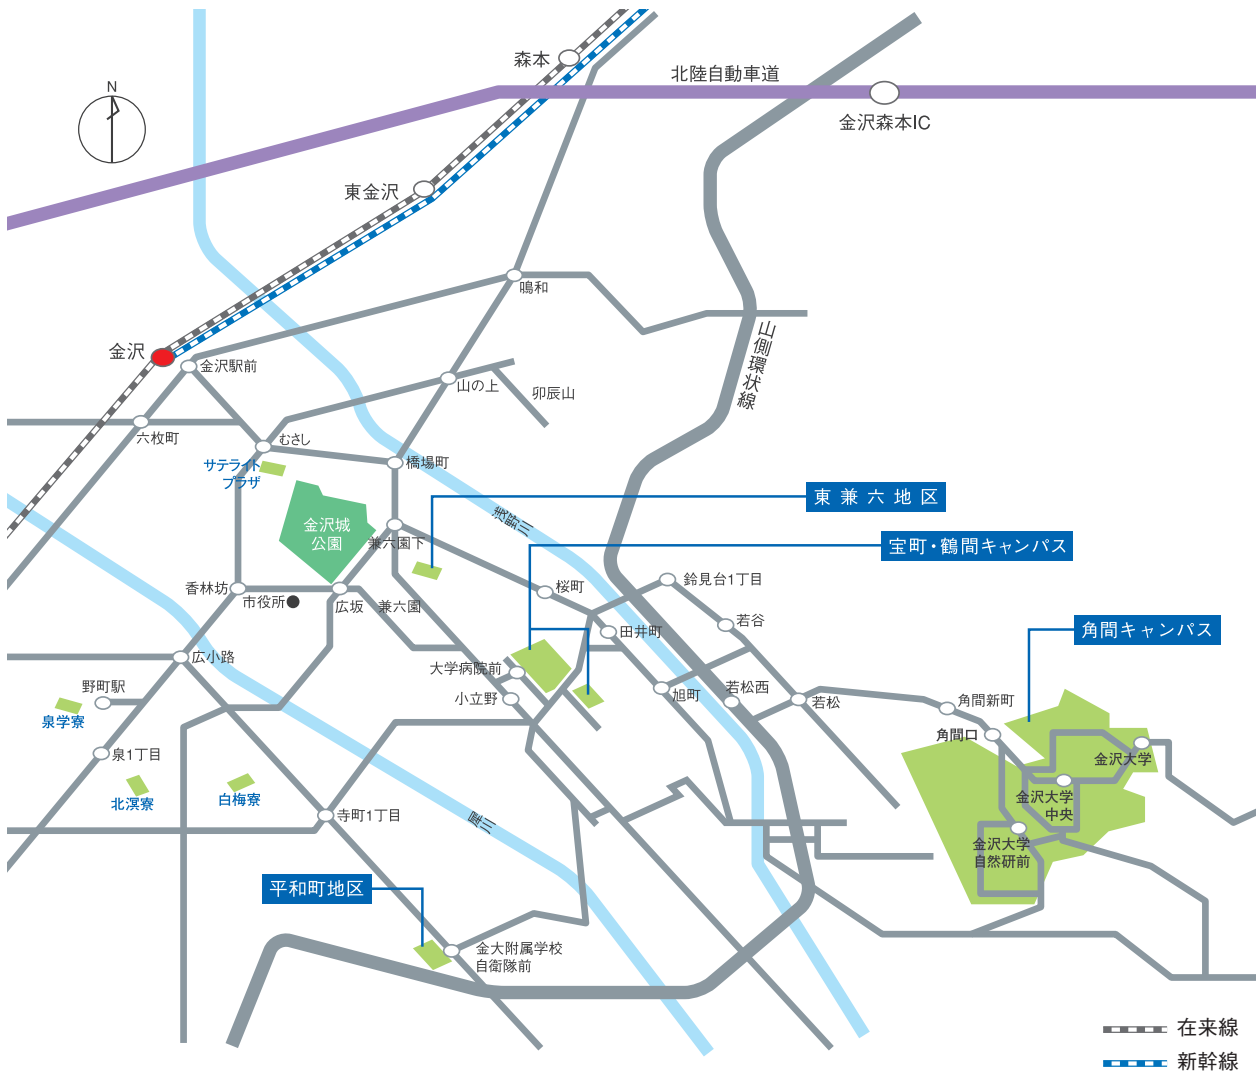 森本
北陸自動車道
金沢森本IC
N
東金沢
鳴和
山側環状線
金沢
金沢駅前
山の上
卯辰山
六枚町
むさし
橋場町
サテライト
プラザ
金沢城
公園
兼六園下
浅野川
東兼六地区
宝町・鶴間キャンパス
角間キャンパス
香林坊
市役所
広坂
兼六園
桜町
鈴見台1丁目
若谷
田井町
広小路
大学病院前
小立野
旭町
若松西
若松
角間新町
角間口
金沢大学
金沢大学
中央
金沢大学
自然研前
野町駅
泉学寮
泉1丁目
北溟寮
白梅寮
寺町1丁目
犀川
平和町地区
金大附属学校
自衛隊前
在来線
新幹線